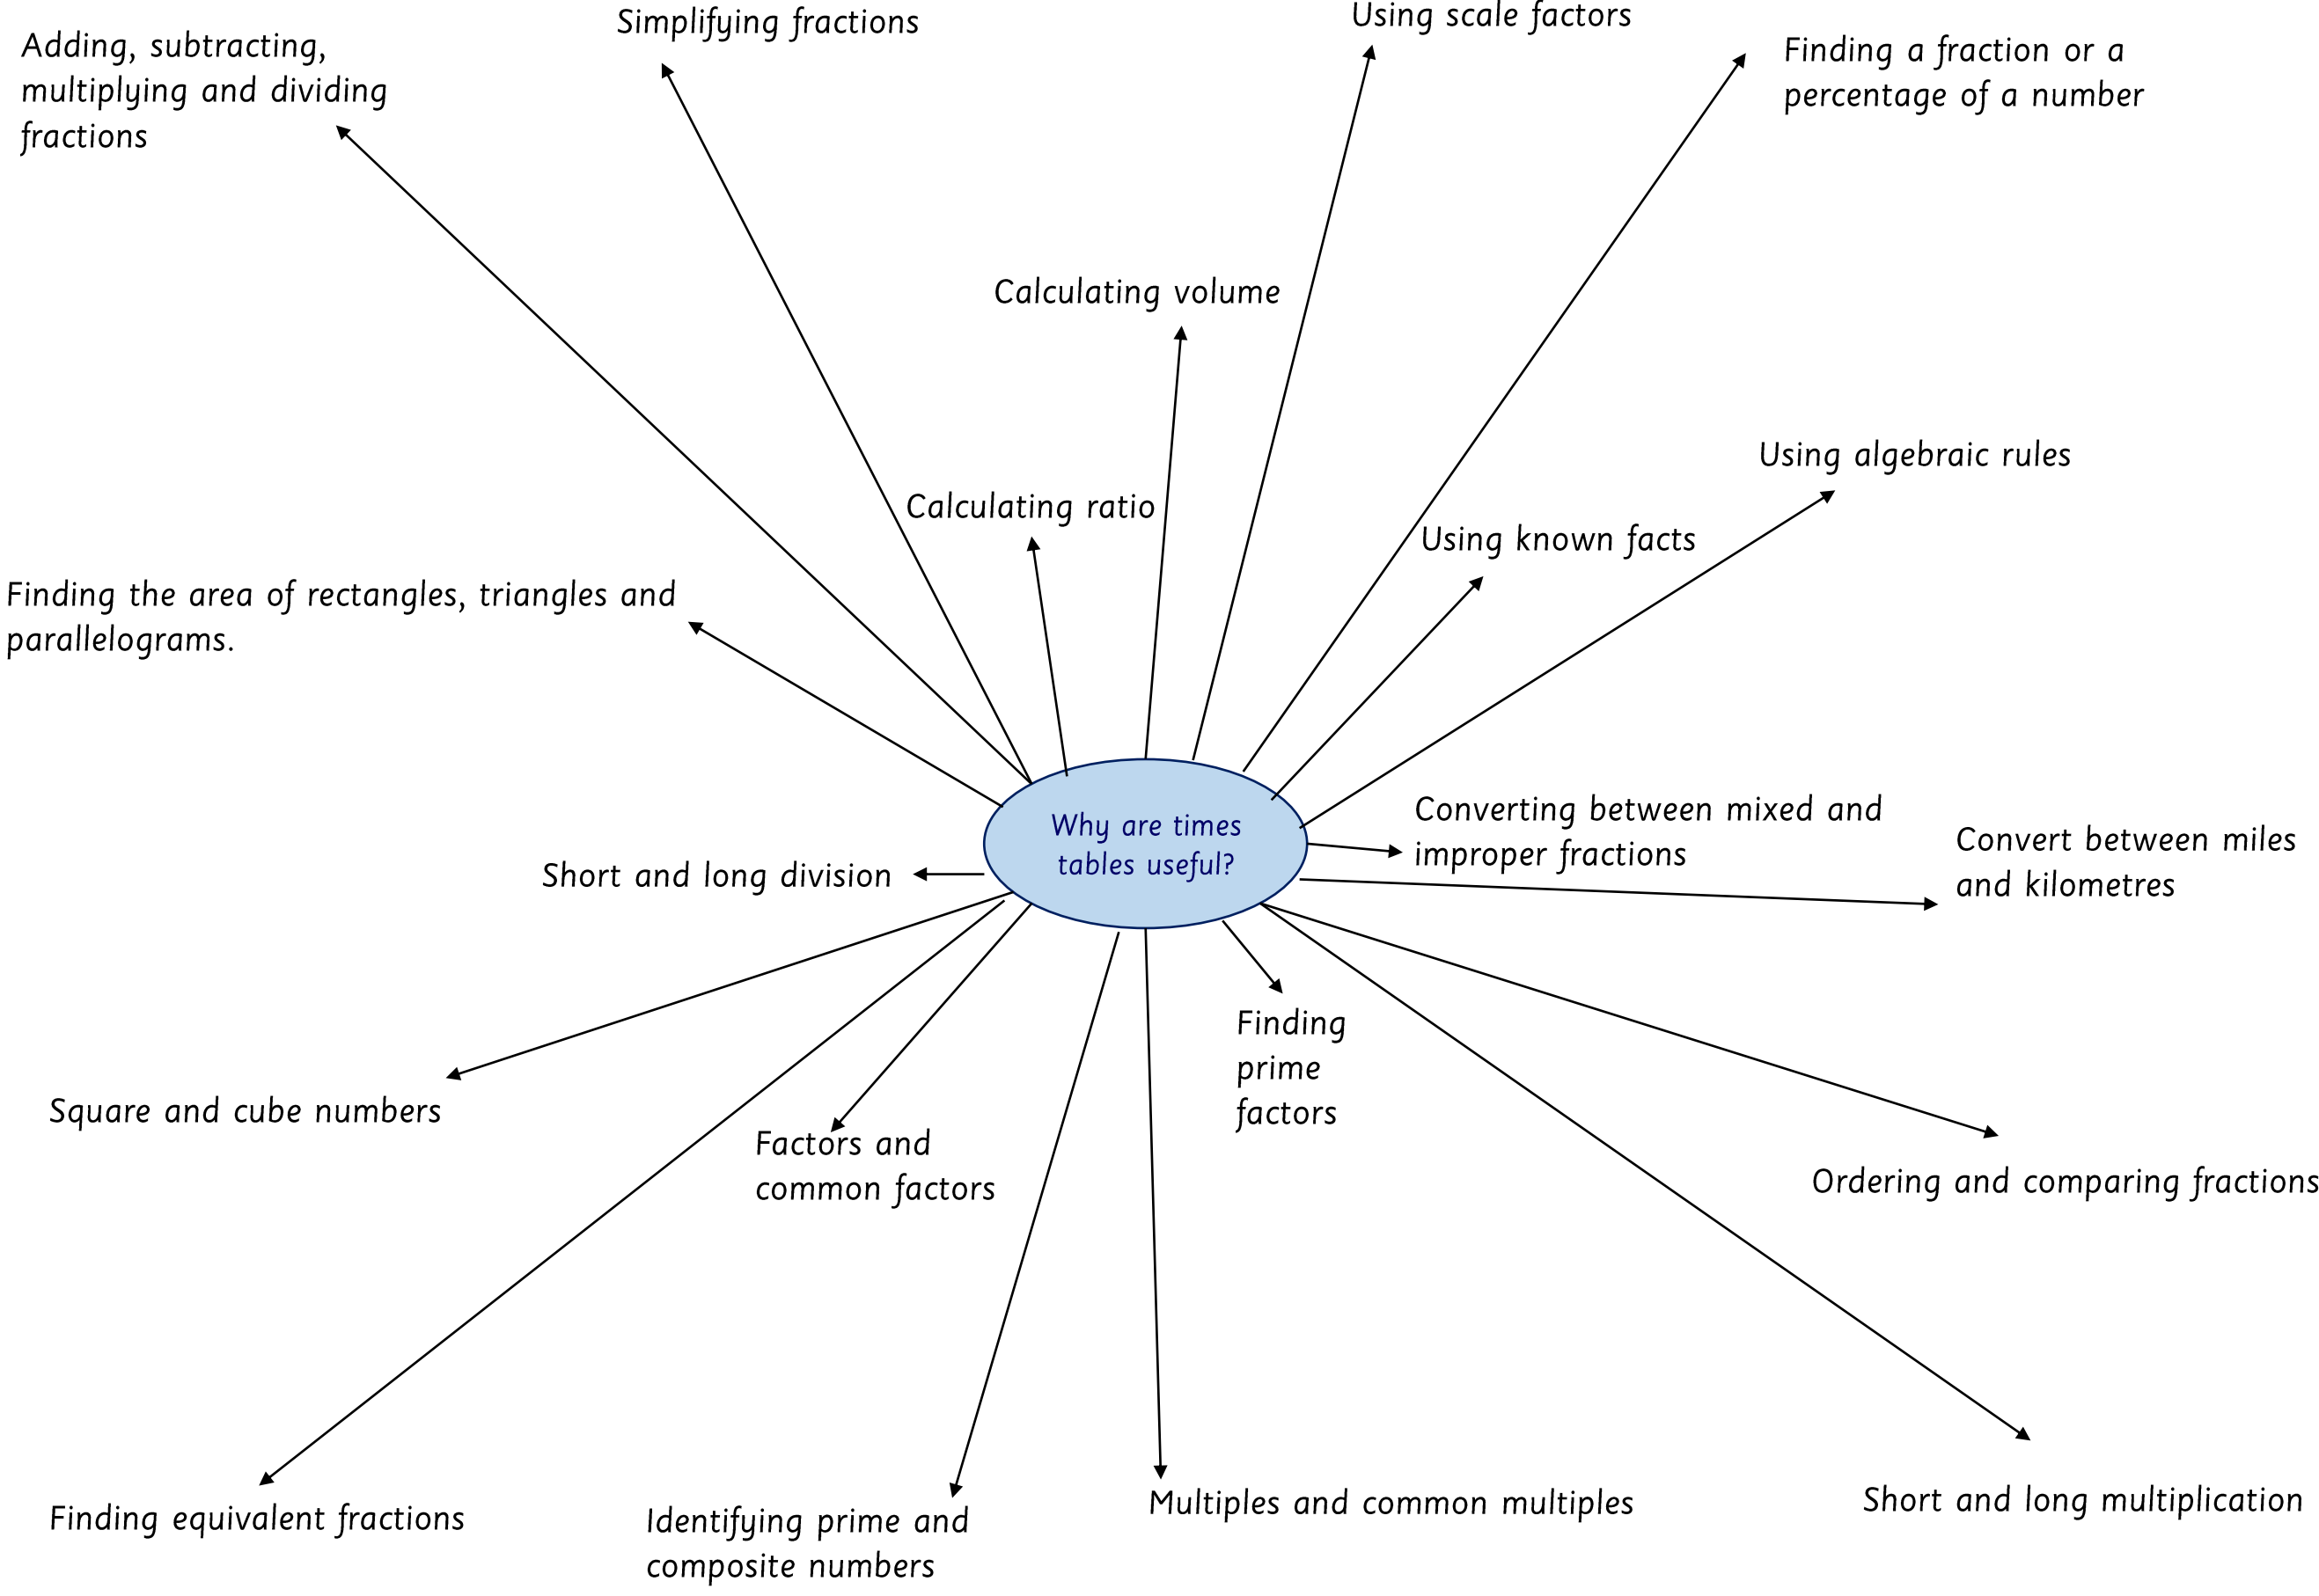 Simplifying fractions
Using scale factors
Adding, subtracting,
multiplying and dividing
fractions
Finding a fraction or a
percentage of a number
Calculating volume
Using algebraic rules
Calculating ratio
Using known facts
Finding the area of rectangles, triangles and
parallelograms.
Why are times
tables useful?
Converting between mixed and
improper fractions
Convert between miles
and kilometres
Short and long division
Finding
prime
factors
Square and cube numbers
Factors and
common factors
Ordering and comparing fractions
Finding equivalent fractions
Identifying prime and
composite numbers
Multiples and common multiples
Short and long multiplication